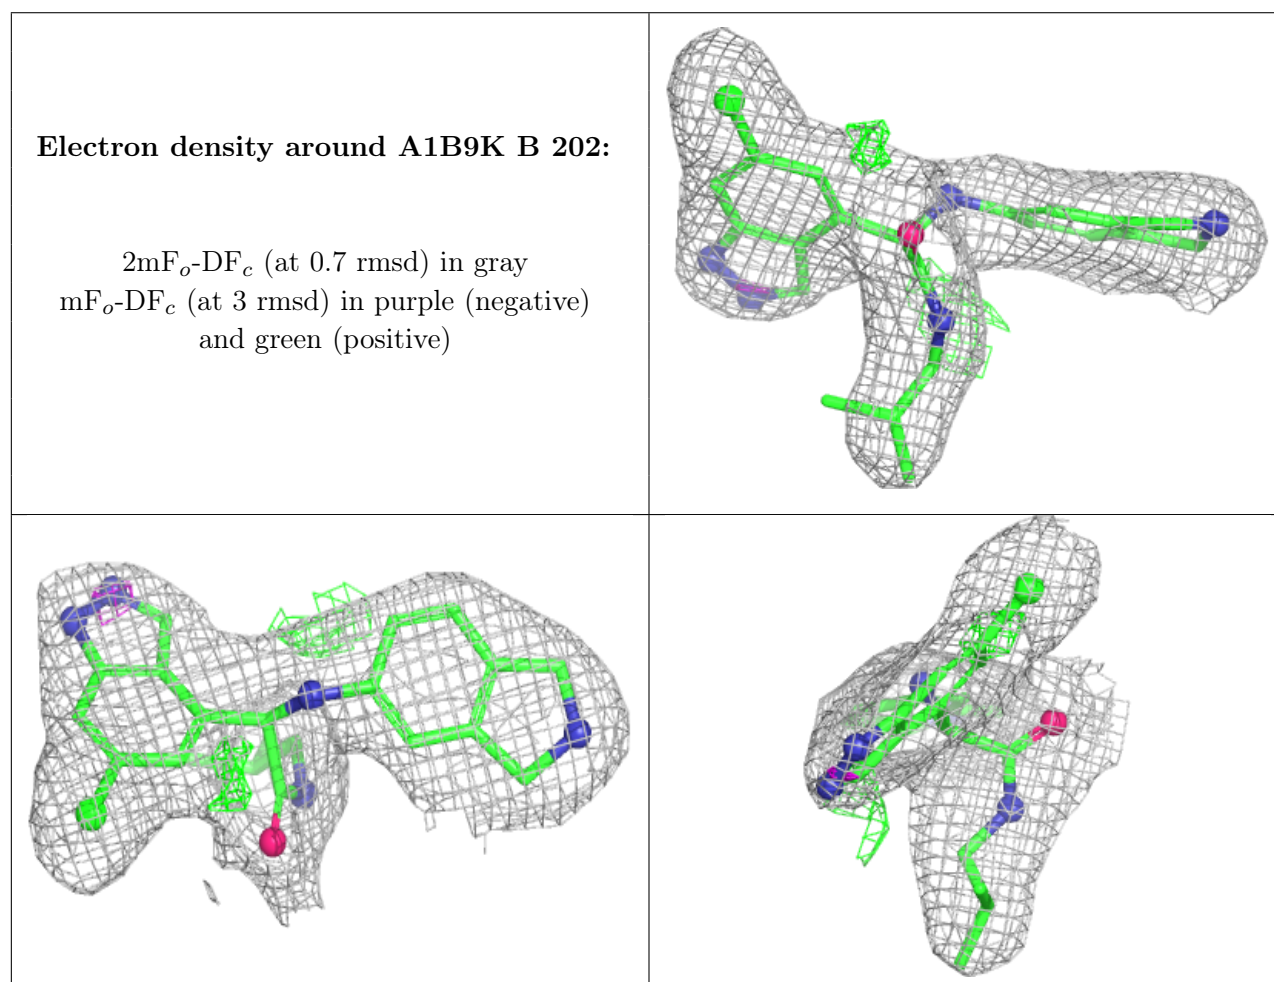 Electron density around A1B9K B 202:
2mFo-DFc (at 0.7 rmsd) in gray
mFo-DFc (at 3 rmsd) in purple (negative)
and green (positive)